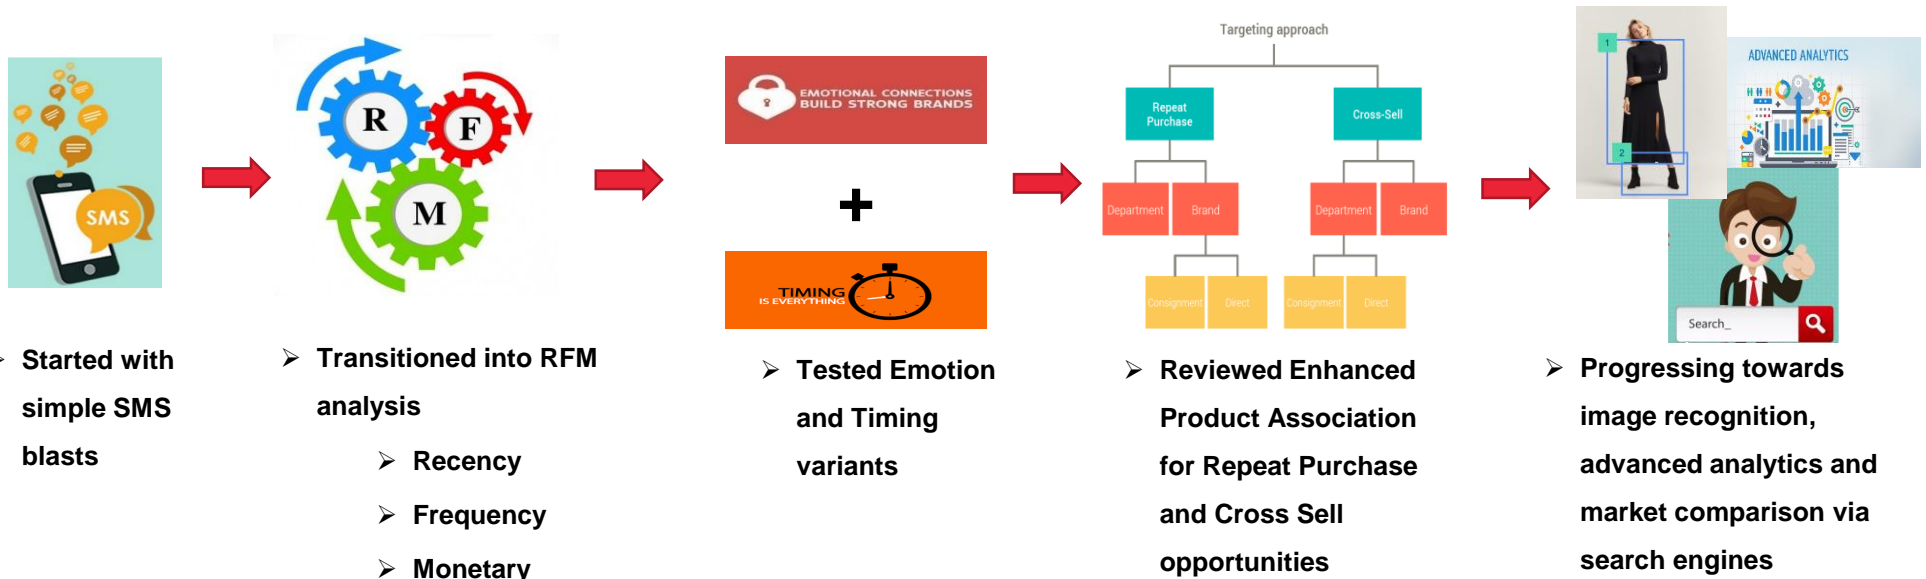 SMS
➢ Started with
simple SMS
blasts
R
F
M
➢ Transitioned into RFM
analysis
➢ Recency
➢ Frequency
➢ Monetary
EMOTIONAL CONNECTIONS
BUILD STRONG BRANDS
+
TIMING
IS EVERYTHING
➢ Tested Emotion
and Timing
variants
Targeting approach
Repeat
Purchase
Cross-Sell
Department
Brand
Department
Brand
Consignment
Direct
Consignment
Direct
➢ Reviewed Enhanced
Product Association
for Repeat Purchase
and Cross Sell
opportunities
1
2
ADVANCED ANALYTICS
Search_
➢ Progressing towards
image recognition,
advanced analytics and
market comparison via
search engines